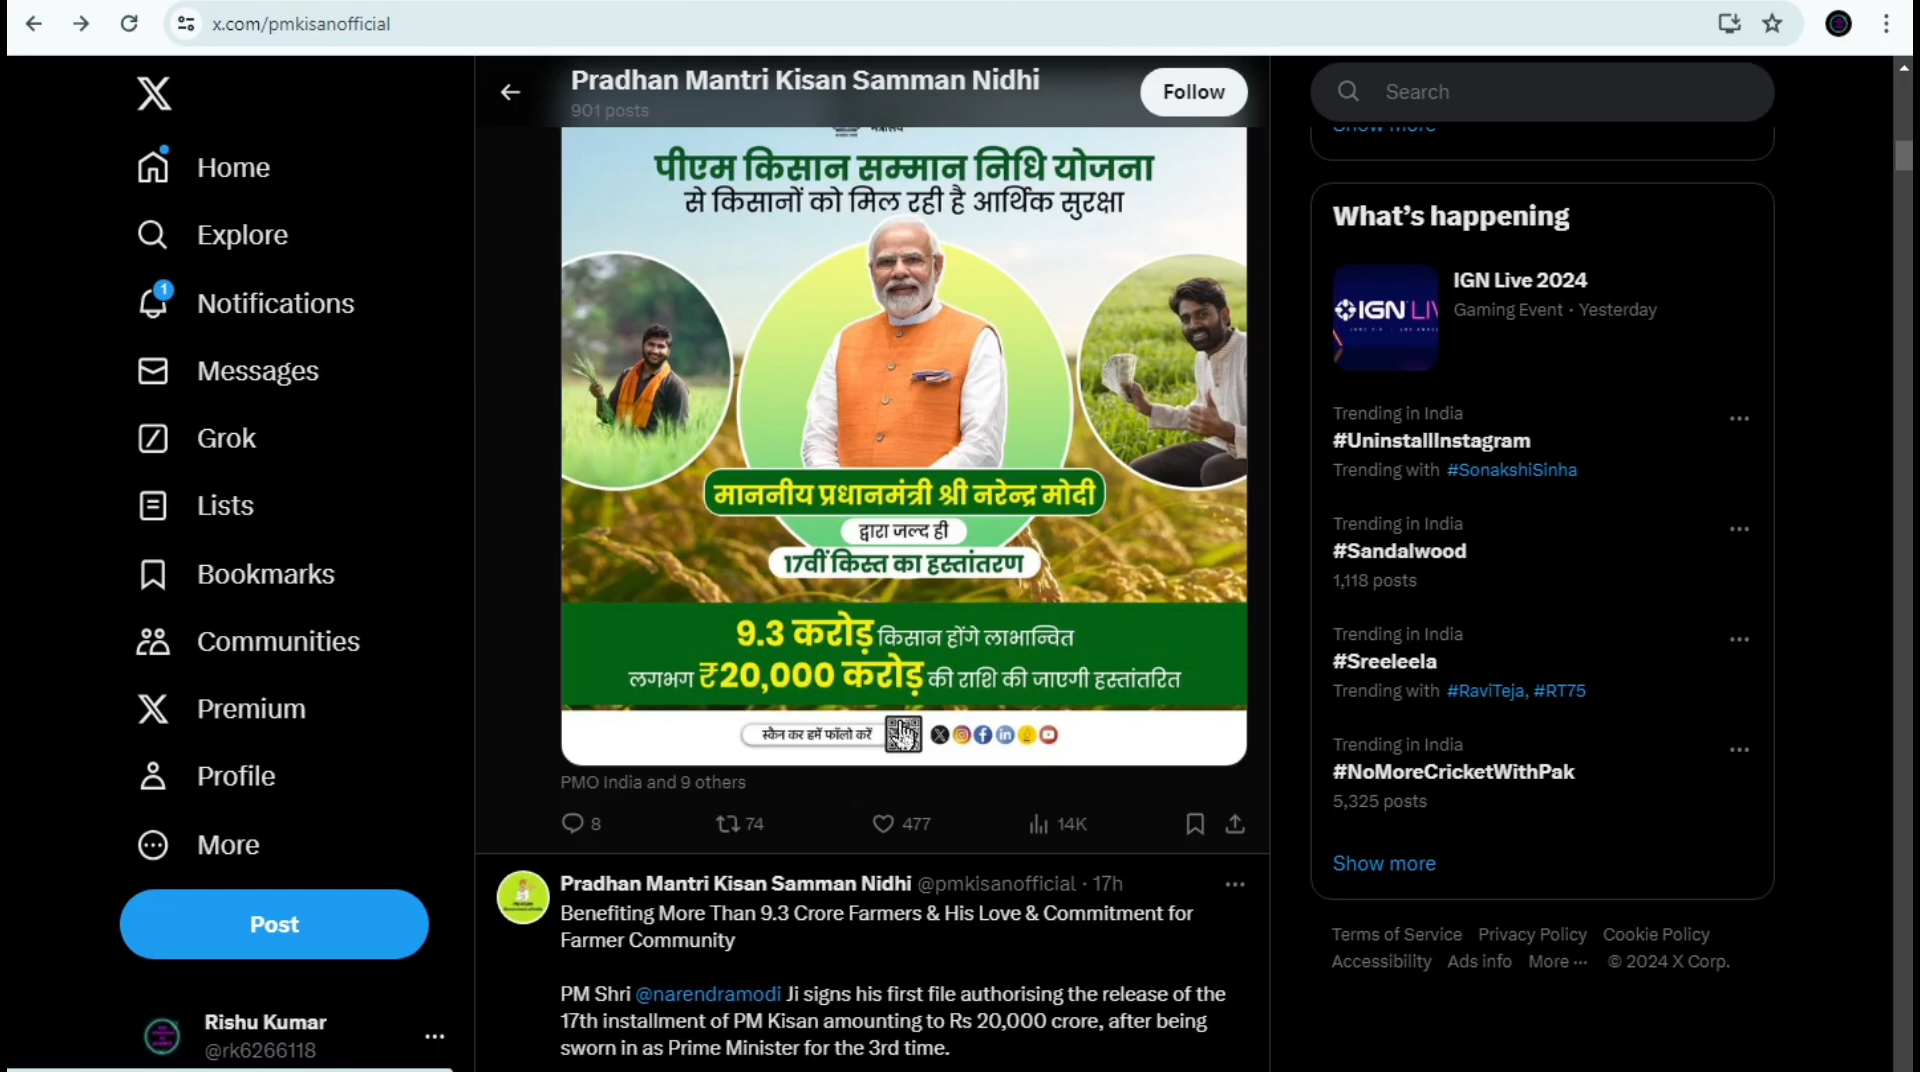 x.com/pmkisanofficial
Home
Explore
1
Notifications
Messages
Grok
Lists
Bookmarks
Communities
Premium
Profile
More
Post
Rishu Kumar
@rk6266118
Pradhan Mantri Kisan Samman Nidhi
901 posts
Follow
पीएम किसान सम्मान निधि योजना
से किसानों को मिल रही है आर्थिक सुरक्षा
माननीय प्रधानमंत्री श्री नरेन्द्र मोदी
द्वारा जल्द ही
17वीं किस्त का हस्तांतरण
9.3 करोड़ किसान होंगे लाभान्वित
लगभग ₹20,000 करोड़ की राशि की जाएगी हस्तांतरित
स्कैन कर हमें फॉलो करें
PMO India and 9 others
8 74 477 14K
Pradhan Mantri Kisan Samman Nidhi @pmkisanofficial · 17h
Benefiting More Than 9.3 Crore Farmers & His Love & Commitment for
Farmer Community
PM Shri @narendramodi Ji signs his first file authorising the release of the
17th installment of PM Kisan amounting to Rs 20,000 crore, after being
sworn in as Prime Minister for the 3rd time.
Search
Show more
What's happening
IGN LIV
IGN Live 2024
Gaming Event · Yesterday
Trending in India
#UninstallInstagram
Trending with #SonakshiSinha
Trending in India
#Sandalwood
1,118 posts
Trending in India
#Sreeleela
Trending with #RaviTeja, #RT75
Trending in India
#NoMoreCricketWithPak
5,325 posts
Show more
Terms of Service Privacy Policy Cookie Policy
Accessibility Ads info More ··· © 2024 X Corp.